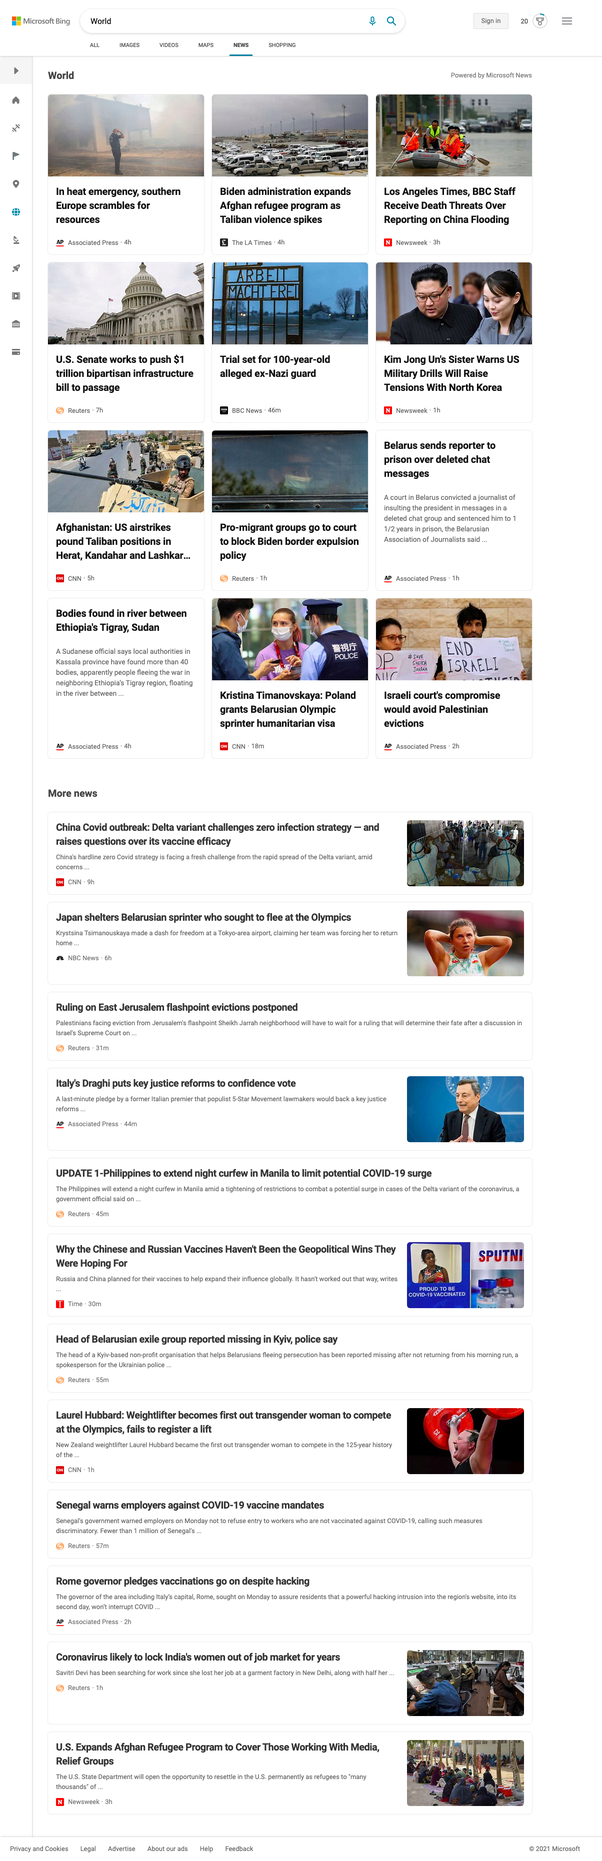 Microsoft Bing
World
Sign in
20
ALL
IMAGES
VIDEOS
MAPS
NEWS
SHOPPING
World
Powered by Microsoft News
In heat emergency, southern
Europe scrambles for
resources
AP Associated Press · 4h
Biden administration expands
Afghan refugee program as
Taliban violence spikes
The LA Times · 4h
Los Angeles Times, BBC Staff
Receive Death Threats Over
Reporting on China Flooding
N Newsweek · 3h
U.S. Senate works to push $1
trillion bipartisan infrastructure
bill to passage
Reuters · 7h
ARBEIT
MACHT FREI
Trial set for 100-year-old
alleged ex-Nazi guard
BBC News · 46m
Kim Jong Un's Sister Warns US
Military Drills Will Raise
Tensions With North Korea
N Newsweek · 1h
Afghanistan: US airstrikes
pound Taliban positions in
Herat, Kandahar and Lashkar...
CNN CNN · 5h
Pro-migrant groups go to court
to block Biden border expulsion
policy
Reuters · 1h
Belarus sends reporter to
prison over deleted chat
messages
A court in Belarus convicted a journalist of
insulting the president in messages in a
deleted chat group and sentenced him to 1
1/2 years in prison, the Belarusian
Association of Journalists said ...
AP Associated Press · 1h
Bodies found in river between
Ethiopia's Tigray, Sudan
A Sudanese official says local authorities in
Kassala province have found more than 40
bodies, apparently people fleeing the war in
neighboring Ethiopia's Tigray region, floating
in the river between ...
AP Associated Press · 4h
警視庁
POLICE
Kristina Timanovskaya: Poland
grants Belarusian Olympic
sprinter humanitarian visa
CNN CNN · 18m
END
ISRAELI
Israeli court's compromise
would avoid Palestinian
evictions
AP Associated Press · 2h
More news
China Covid outbreak: Delta variant challenges zero infection strategy — and
raises questions over its vaccine efficacy
China's hardline zero Covid strategy is facing a fresh challenge from the rapid spread of the Delta variant, amid
concerns ...
CNN CNN · 9h
Japan shelters Belarusian sprinter who sought to flee at the Olympics
Krystsina Tsimanouskaya made a dash for freedom at a Tokyo-area airport, claiming her team was forcing her to return
home ...
NBC News · 6h
Ruling on East Jerusalem flashpoint evictions postponed
Palestinians facing eviction from Jerusalem's flashpoint Sheikh Jarrah neighborhood will have to wait for a ruling that will determine their fate after a discussion in
Israel's Supreme Court on ...
Reuters · 31m
Italy's Draghi puts key justice reforms to confidence vote
A last-minute pledge by a former Italian premier that populist 5-Star Movement lawmakers would back a key justice
reforms ...
AP Associated Press · 44m
UPDATE 1-Philippines to extend night curfew in Manila to limit potential COVID-19 surge
The Philippines will extend a night curfew in Manila amid a tightening of restrictions to combat a potential surge in cases of the Delta variant of the coronavirus, a
government official said on ...
Reuters · 45m
Why the Chinese and Russian Vaccines Haven't Been the Geopolitical Wins They
Were Hoping For
Russia and China planned for their vaccines to help expand their influence globally. It hasn't worked out that way, writes
...
T Time · 30m
SPUTNI
PROUD TO BE
COVID-19 VACCINATED
Head of Belarusian exile group reported missing in Kyiv, police say
The head of a Kyiv-based non-profit organisation that helps Belarusians fleeing persecution has been reported missing after not returning from his morning run, a
spokesperson for the Ukrainian police ...
Reuters · 55m
Laurel Hubbard: Weightlifter becomes first out transgender woman to compete
at the Olympics, fails to register a lift
New Zealand weightlifter Laurel Hubbard became the first out transgender woman to compete in the 125-year history
of the ...
CNN CNN · 1h
Senegal warns employers against COVID-19 vaccine mandates
Senegal's government warned employers on Monday not to refuse entry to workers who are not vaccinated against COVID-19, calling such measures
discriminatory. Fewer than 1 million of Senegal's ...
Reuters · 57m
Rome governor pledges vaccinations go on despite hacking
The governor of the area including Italy's capital, Rome, sought on Monday to assure residents that a powerful hacking intrusion into the region's website, into its
second day, won't interrupt COVID ...
AP Associated Press · 2h
Coronavirus likely to lock India's women out of job market for years
Savitri Devi has been searching for work since she lost her job at a garment factory in New Delhi, along with half her ...
Reuters · 1h
U.S. Expands Afghan Refugee Program to Cover Those Working With Media,
Relief Groups
The U.S. State Department will open the opportunity to resettle in the U.S. permanently as refugees to "many
thousands" of ...
N Newsweek · 3h
Privacy and Cookies
Legal
Advertise
About our ads
Help
Feedback
© 2021 Microsoft